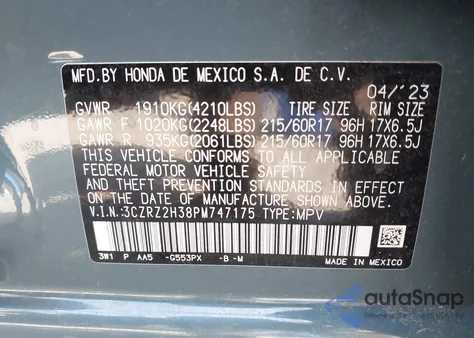 MFD.BY HONDA DE MEXICO S.A. DE C.V.
04/'23
GVWR 1910KG(4210LBS) TIRE SIZE RIM SIZE
GAWR F 1020KG(2248LBS) 215/60R17 96H 17X6.5J
GAWR R 935KG(2061LBS) 215/60R17 96H 17X6.5J
THIS VEHICLE CONFORMS TO ALL APPLICABLE
FEDERAL MOTOR VEHICLE SAFETY
STANDARDS IN EFFECT ON THE DATE OF
MANUFACTURE SHOWN ABOVE.
V.I.N.:3CZRZ2H38PM747175 TYPE:MPV
3W1 P AA5 -G553PX -B -M
MADE IN MEXICO
autoSnap